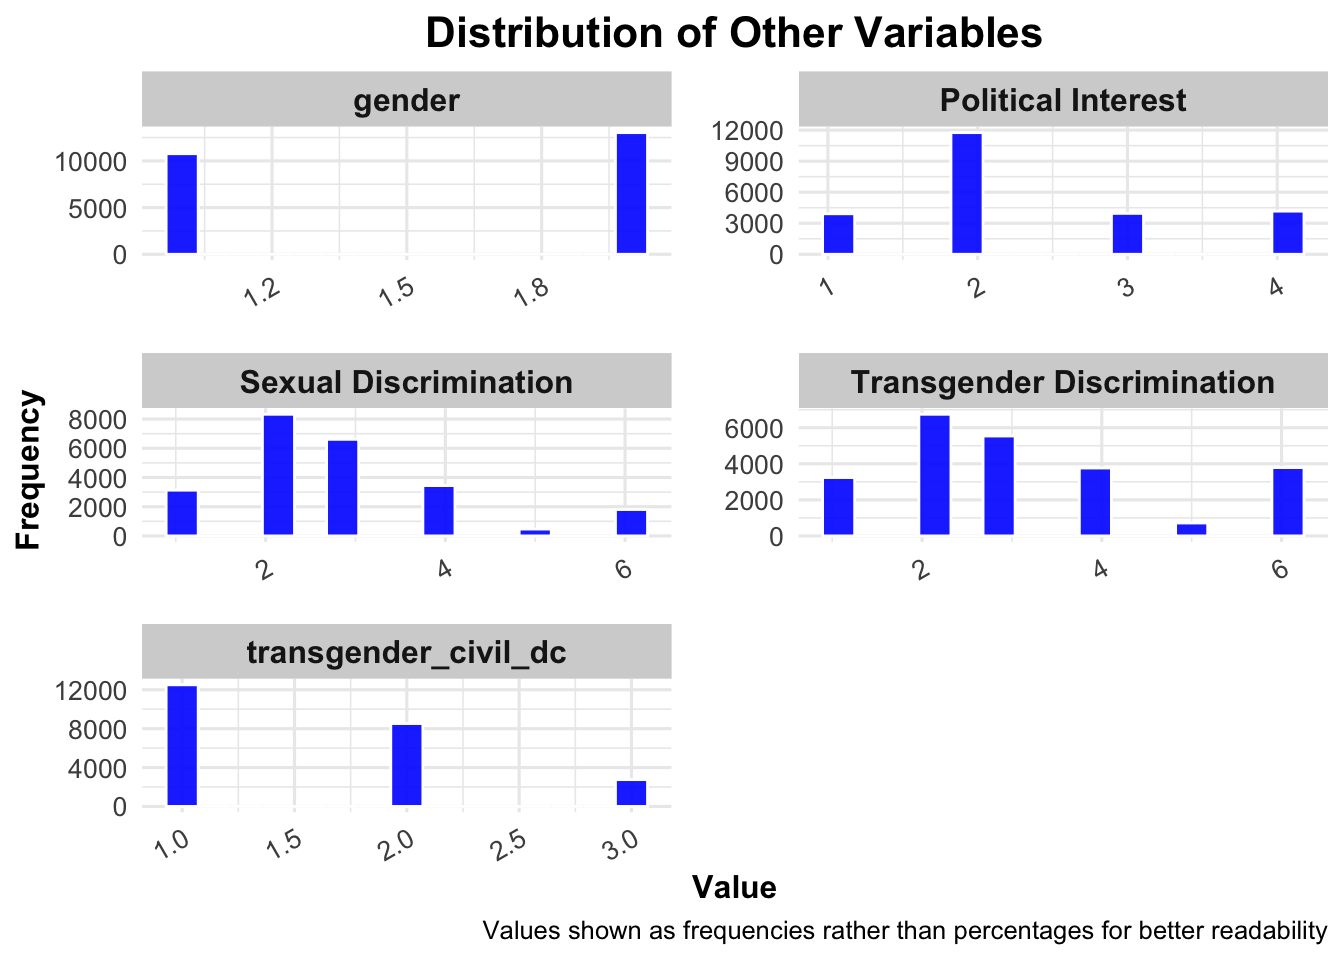 Distribution of Other Variables
gender
Political Interest
10000
5000
0
1.2 1.5 1.8
12000
9000
6000
3000
0
1 2 3 4
Frequency
Sexual Discrimination
Transgender Discrimination
8000
6000
4000
2000
0
2 4 6
6000
4000
2000
0
2 4 6
transgender_civil_dc
12000
8000
4000
0
1.0 1.5 2.0 2.5 3.0
Value
Values shown as frequencies rather than percentages for better readability